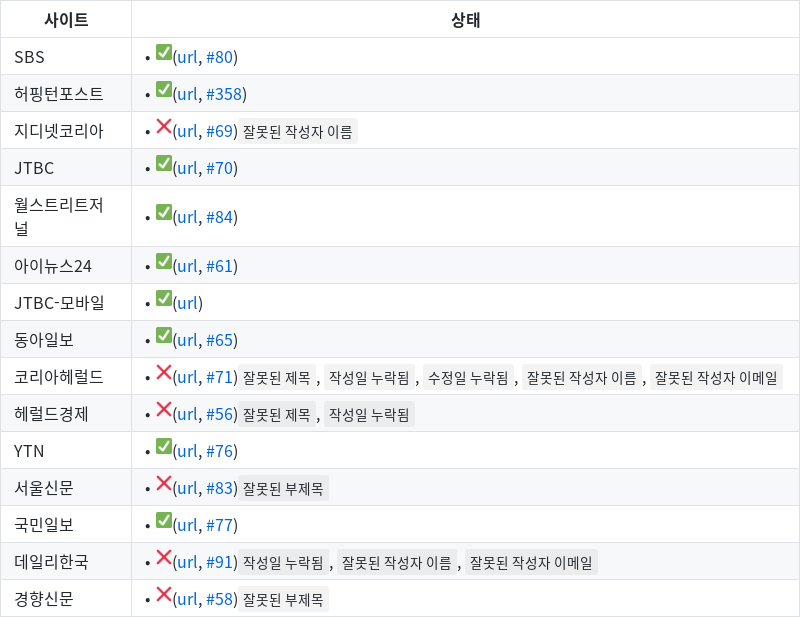 사이트 상태
SBS • ✅(url, #80)
허핑턴포스트 • ✅(url, #358)
지디넷코리아 • ❌(url, #69) 잘못된 작성자 이름
JTBC • ✅(url, #70)
월스트리트저
널 • ✅(url, #84)
아이뉴스24 • ✅(url, #61)
JTBC-모바일 • ✅(url)
동아일보 • ✅(url, #65)
코리아헤럴드 • ❌(url, #71) 잘못된 제목 , 작성일 누락됨 , 수정일 누락됨 , 잘못된 작성자 이름 , 잘못된 작성자 이메일
헤럴드경제 • ❌(url, #56) 잘못된 제목 , 작성일 누락됨
YTN • ✅(url, #76)
서울신문 • ❌(url, #83) 잘못된 부제목
국민일보 • ✅(url, #77)
데일리한국 • ❌(url, #91) 작성일 누락됨 , 잘못된 작성자 이름 , 잘못된 작성자 이메일
경향신문 • ❌(url, #58) 잘못된 부제목